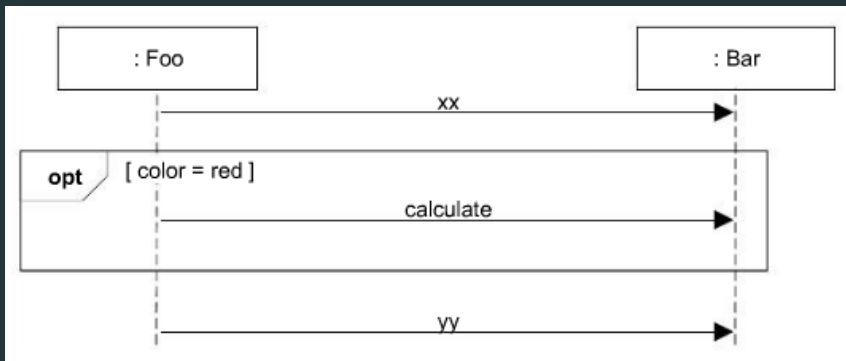 : Foo
: Bar
xx
opt
[ color = red ]
calculate
yy